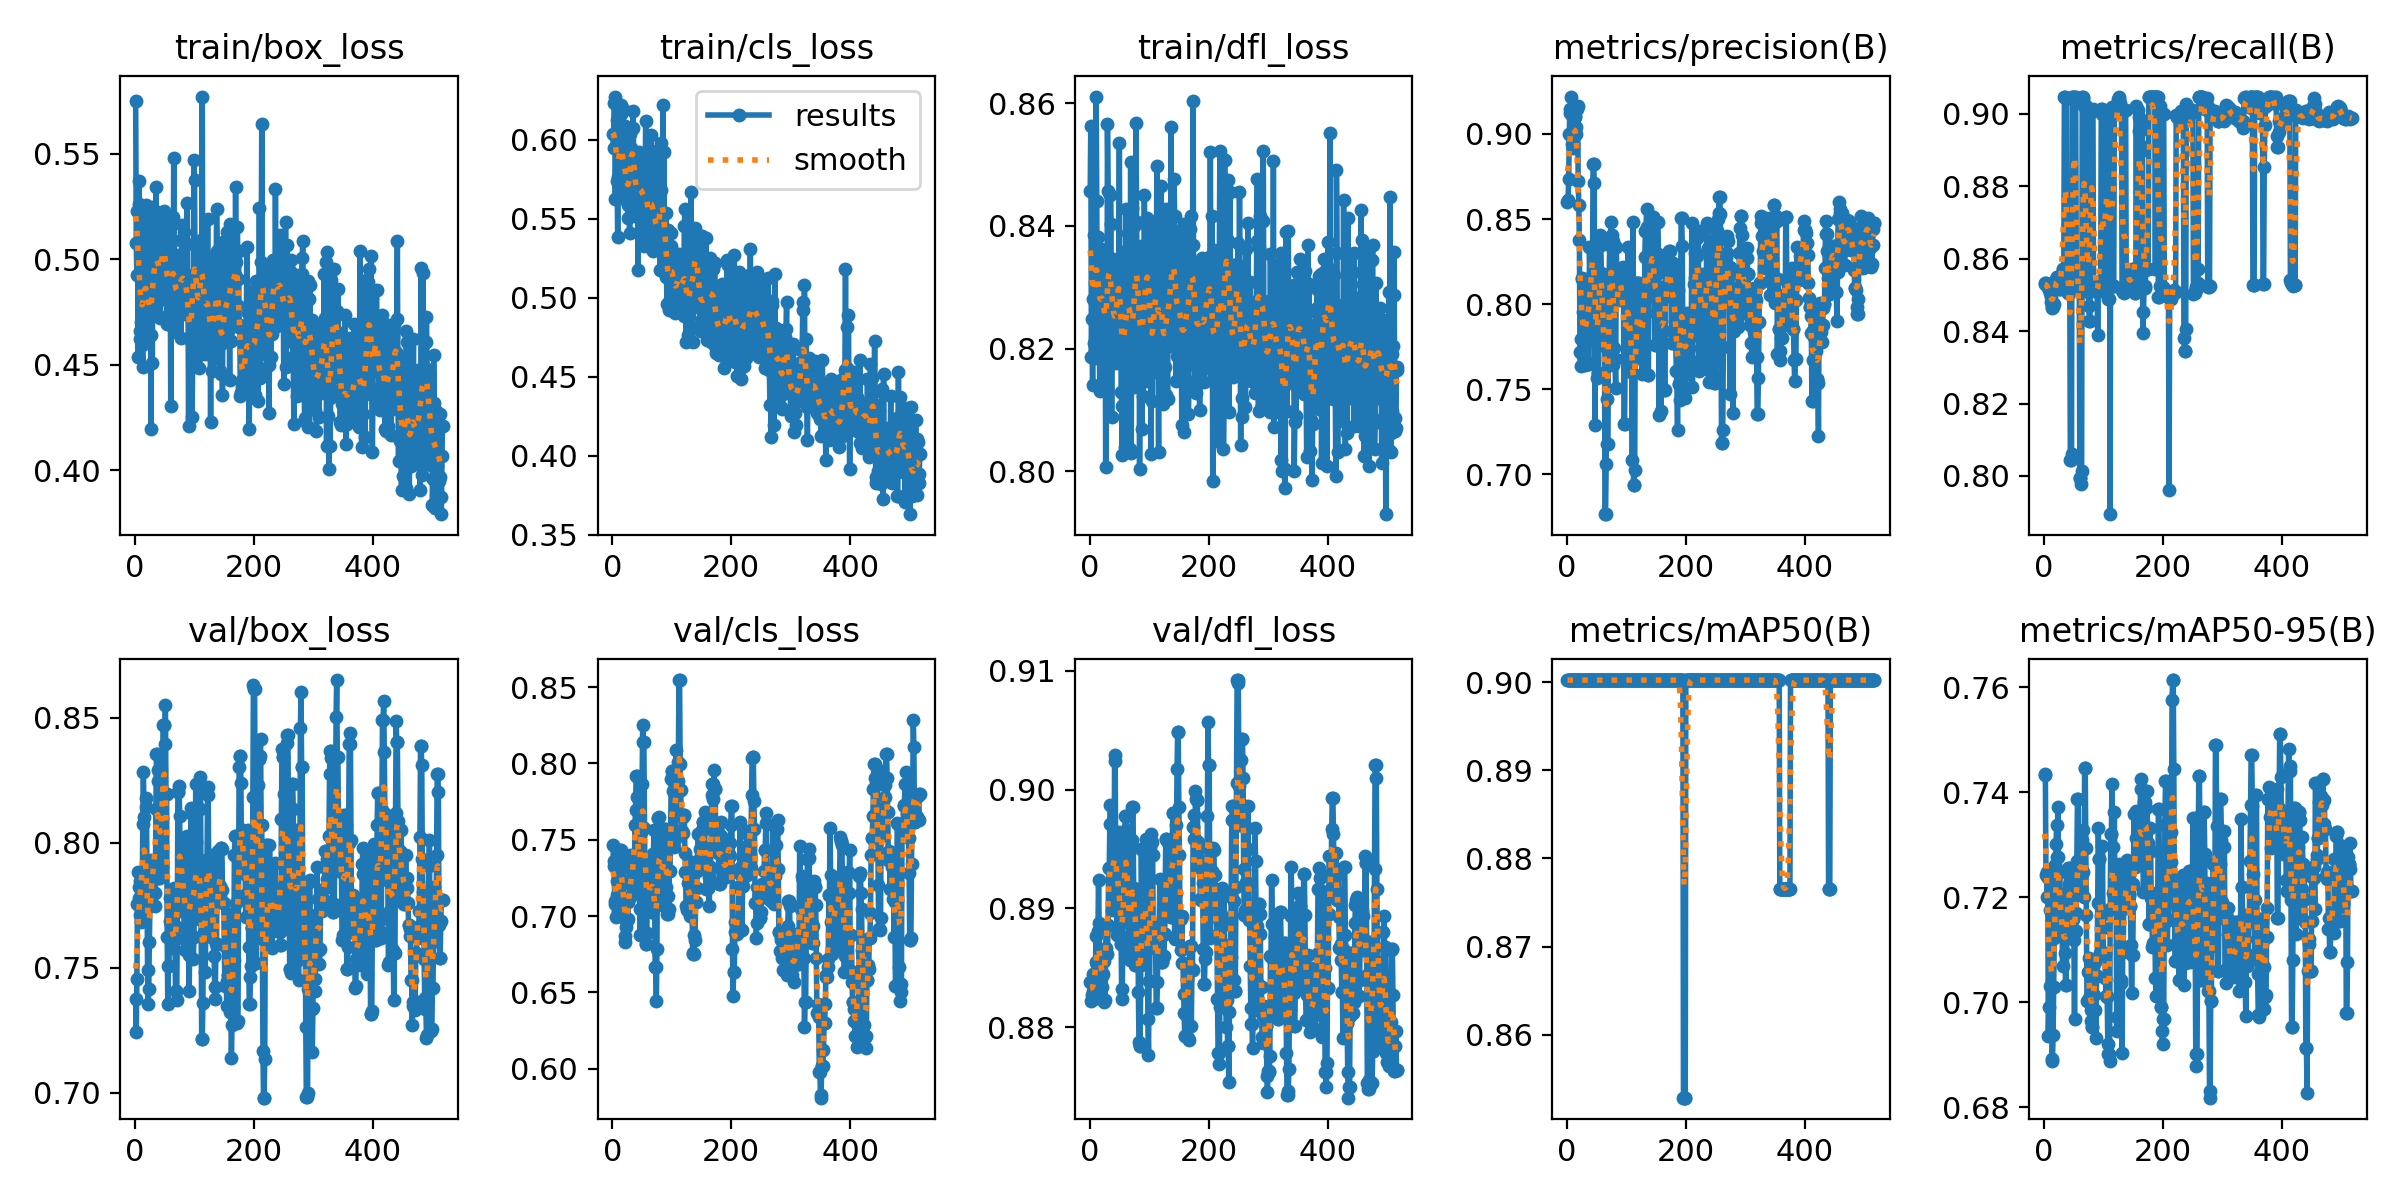 train/box_loss
train/cls_loss
train/dfl_loss
metrics/precision(B)
metrics/recall(B)
0.55
0.50
0.45
0.40
0 200 400
0.60
0.55
0.50
0.45
0.40
0.35
results
smooth
0 200 400
0.86
0.84
0.82
0.80
0 200 400
0.90
0.85
0.80
0.75
0.70
0 200 400
0.90
0.88
0.86
0.84
0.82
0.80
0 200 400
val/box_loss
val/cls_loss
val/dfl_loss
metrics/mAP50(B)
metrics/mAP50-95(B)
0.85
0.80
0.75
0.70
0 200 400
0.85
0.80
0.75
0.70
0.65
0.60
0 200 400
0.91
0.90
0.89
0.88
0 200 400
0.90
0.89
0.88
0.87
0.86
0 200 400
0.76
0.74
0.72
0.70
0.68
0 200 400